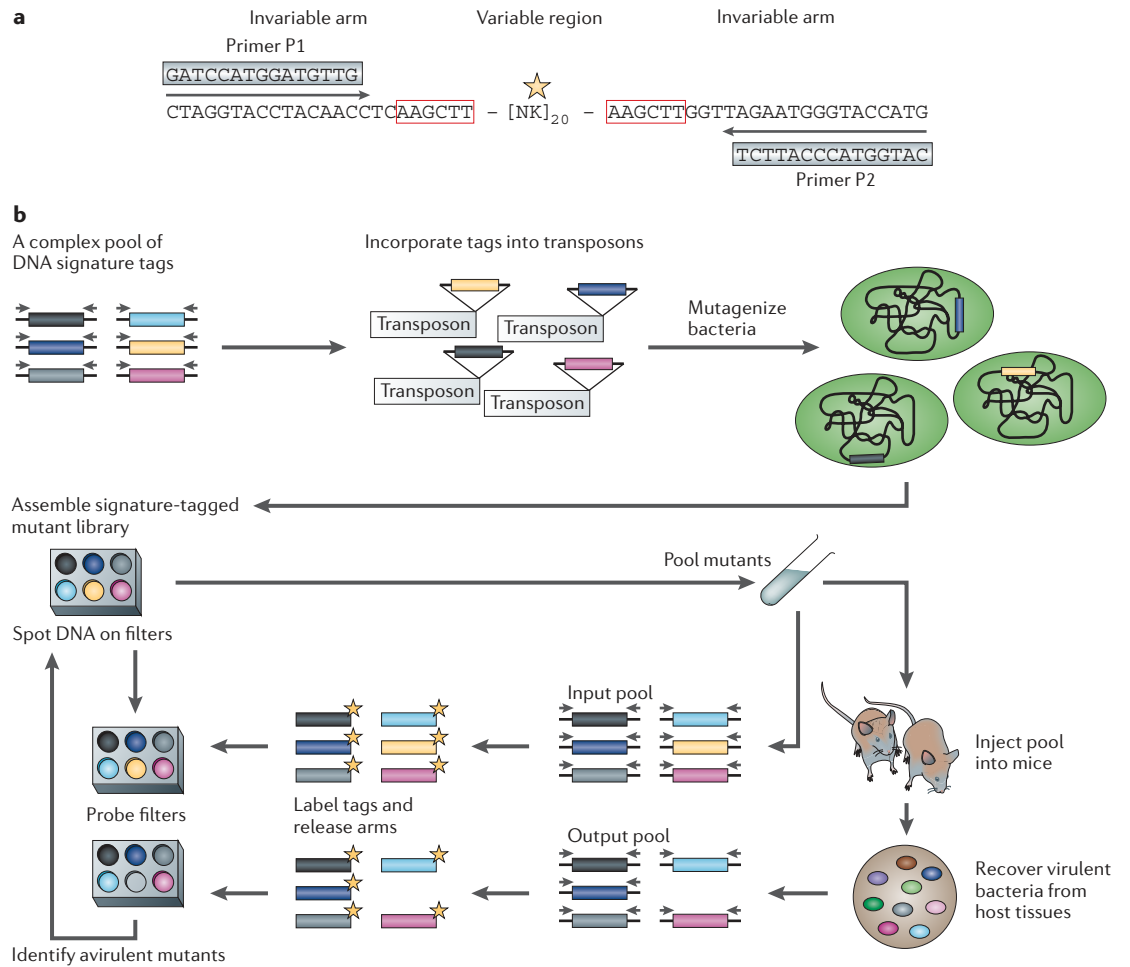 a
Invariable arm
Variable region
Invariable arm
Primer P1
GATCCATGGATGTTG
CTAGGTACCTACAACCTCAAGCTT – [NK]20 – AAGCTTGGTTAGAATGGGTACCATG
TCTTACCCATGGTAC
Primer P2
b
A complex pool of
DNA signature tags
Incorporate tags into transposons
Transposon
Transposon
Transposon
Transposon
Mutagenize
bacteria
Assemble signature-tagged
mutant library
Pool mutants
Spot DNA on filters
Input pool
Inject pool
into mice
Probe filters
Label tags and
release arms
Output pool
Recover virulent
bacteria from
host tissues
Identify avirulent mutants